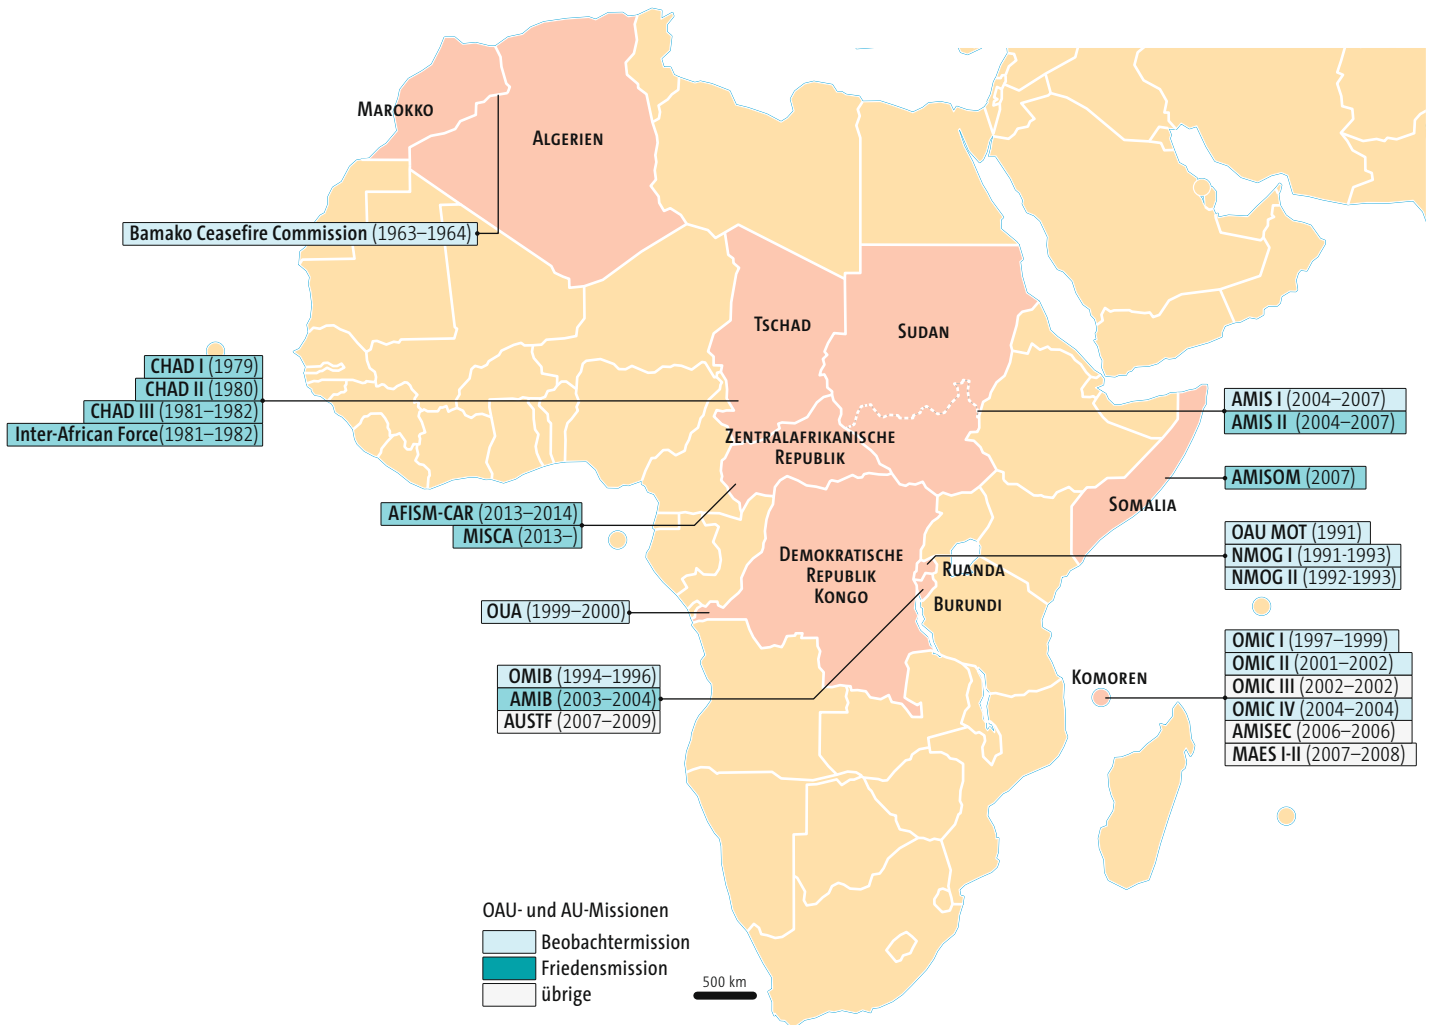 MAROKKO
ALGERIEN
Bamako Ceasefire Commission (1963–1964)
TSCHAD
SUDAN
CHAD I (1979)
CHAD II (1980)
CHAD III (1981–1982)
Inter-African Force(1981–1982)
AMIS I (2004–2007)
AMIS II (2004–2007)
ZENTRALAFRIKANISCHE
REPUBLIK
AMISOM (2007)
SOMALIA
AFISM-CAR (2013–2014)
MISCA (2013–)
OAU MOT (1991)
NMOG I (1991-1993)
NMOG II (1992-1993)
DEMOKRATISCHE
REPUBLIK
KONGO
RUANDA
BURUNDI
OUA (1999–2000)
OMIC I (1997–1999)
OMIC II (2001–2002)
OMIC III (2002–2002)
OMIC IV (2004–2004)
AMISEC (2006–2006)
MAES I-II (2007–2008)
KOMOREN
OMIB (1994–1996)
AMIB (2003–2004)
AUSTF (2007–2009)
OAU- und AU-Missionen
Beobachtermission
Friedensmission
übrige
500 km